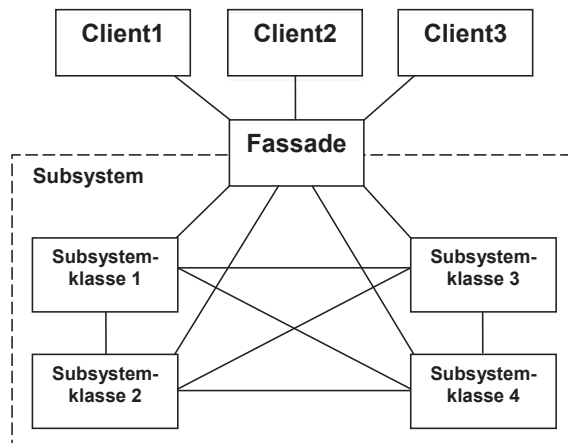 Client1
Client2
Client3
Fassade
Subsystem
Subsystem-
klasse 1
Subsystem-
klasse 3
Subsystem-
klasse 2
Subsystem-
klasse 4